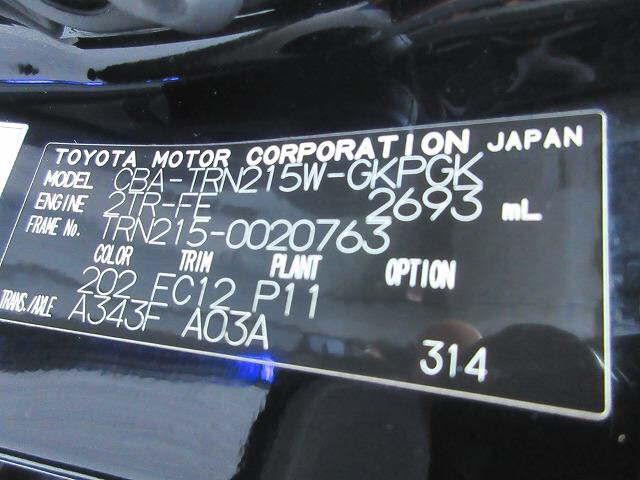 TOYOTA MOTOR CORPORATION JAPAN
MODEL CBA-TRN215W-GKPGK
ENGINE 2TR-FE 2693 mL
FRAME No. TRN215-0020763
COLOR TRIM PLANT OPTION
202 EC12 P11
TRANS./AXLE A343F A03A
314